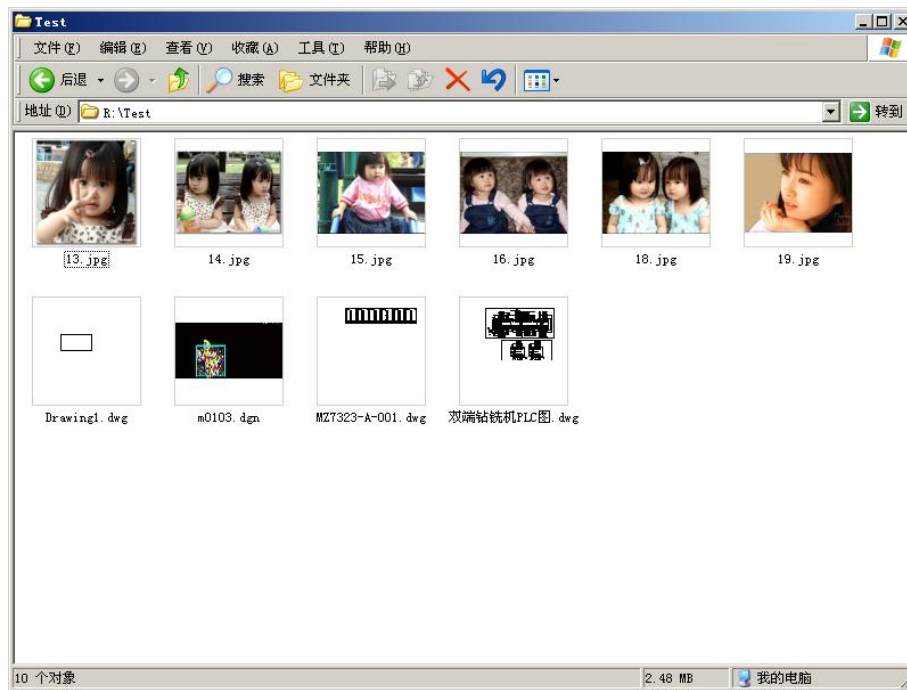 Test
文件(F) 编辑(E) 查看(V) 收藏(A) 工具(T) 帮助(H)
后退 搜索 文件夹
地址(D) R:\Test 转到
13.jpg 14.jpg 15.jpg 16.jpg 18.jpg 19.jpg
Drawing1.dwg m0103.dgn MZ7323-A-001.dwg 双端钻铣机PLC图.dwg
10 个对象 2.48 MB 我的电脑